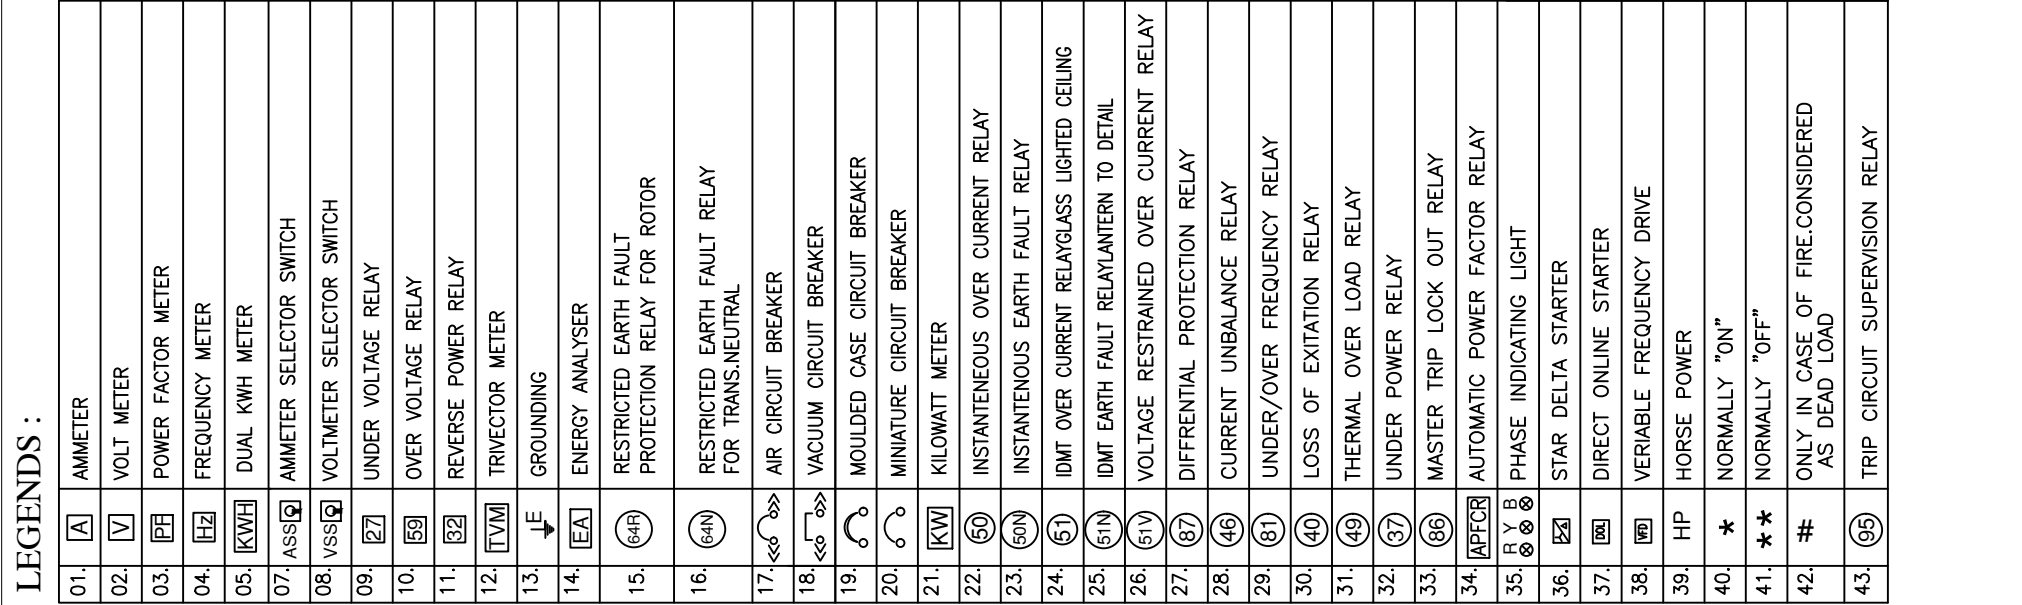 LEGENDS :
01. A AMMETER
02. V VOLT METER
03. PF POWER FACTOR METER
04. Hz FREQUENCY METER
05. KWH DUAL KWH METER
07. ASS AMMETER SELECTOR SWITCH
08. VSS VOLTMETER SELECTOR SWITCH
09. 27 UNDER VOLTAGE RELAY
10. 59 OVER VOLTAGE RELAY
11. 32 REVERSE POWER RELAY
12. TVM TRIVECTOR METER
13. E GROUNDING
14. EA ENERGY ANALYSER
15. 64R RESTRICTED EARTH FAULT
PROTECTION RELAY FOR ROTOR
16. 64N RESTRICTED EARTH FAULT RELAY
FOR TRANS.NEUTRAL
17. AIR CIRCUIT BREAKER
18. VACUUM CIRCUIT BREAKER
19. MOULDED CASE CIRCUIT BREAKER
20. MINIATURE CIRCUIT BREAKER
21. KW KILOWATT METER
22. 50 INSTANTENEOUS OVER CURRENT RELAY
23. 50N INSTANTENOUS EARTH FAULT RELAY
24. 51 IDMT OVER CURRENT RELAYGLASS LIGHTED CEILING
25. 51N IDMT EARTH FAULT RELAYLANTERN TO DETAIL
26. 51V VOLTAGE RESTRAINED OVER CURRENT RELAY
27. 87 DIFFRENTIAL PROTECTION RELAY
28. 46 CURRENT UNBALANCE RELAY
29. 81 UNDER/OVER FREQUENCY RELAY
30. 40 LOSS OF EXITATION RELAY
31. 49 THERMAL OVER LOAD RELAY
32. 37 UNDER POWER RELAY
33. 86 MASTER TRIP LOCK OUT RELAY
34. APFCR AUTOMATIC POWER FACTOR RELAY
35. R Y B PHASE INDICATING LIGHT
36. STAR DELTA STARTER
37. DOL DIRECT ONLINE STARTER
38. VFD VERIABLE FREQUENCY DRIVE
39. HP HORSE POWER
40. * NORMALLY "ON"
41. ** NORMALLY "OFF"
42. # ONLY IN CASE OF FIRE.CONSIDERED
AS DEAD LOAD
43. 95 TRIP CIRCUIT SUPERVISION RELAY